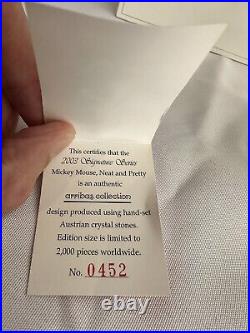 This certifies that the
2003 Signature Series
Mickey Mouse, Neat and Pretty
is an authentic
arribas collection
design produced using hand-set
Austrian crystal stones.
Edition size is limited to
2,000 pieces worldwide.
No. 0452